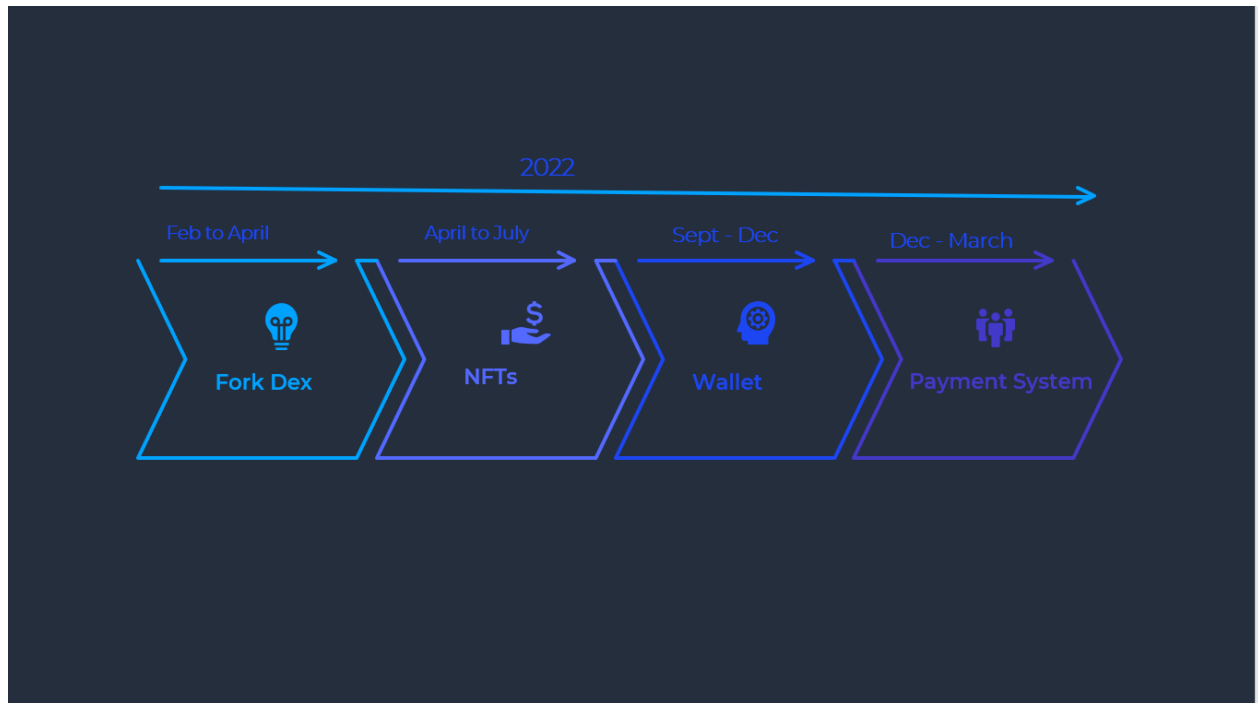 2022
Feb to April
April to July
Sept - Dec
Dec - March
Fork Dex
NFTs
Wallet
Payment System